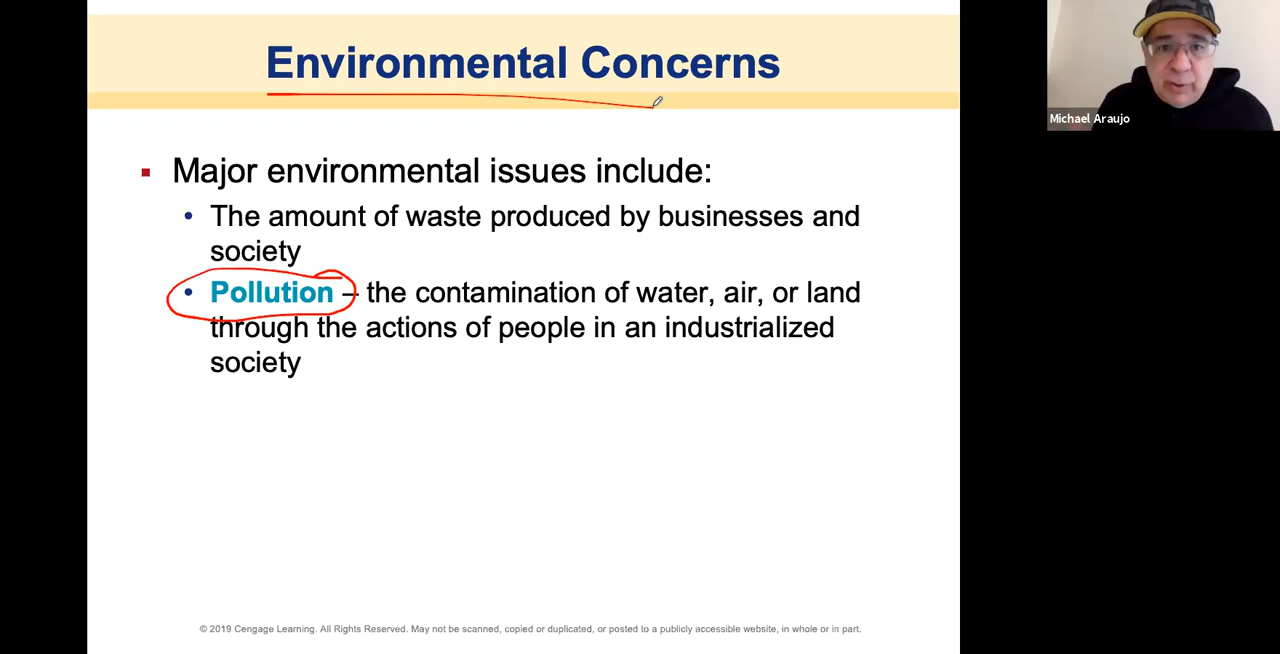 Environmental Concerns
Michael Araujo
▪ Major environmental issues include:
• The amount of waste produced by businesses and
society
• Pollution – the contamination of water, air, or land
through the actions of people in an industrialized
society
© 2019 Cengage Learning. All Rights Reserved. May not be scanned, copied or duplicated, or posted to a publicly accessible website, in whole or in part.